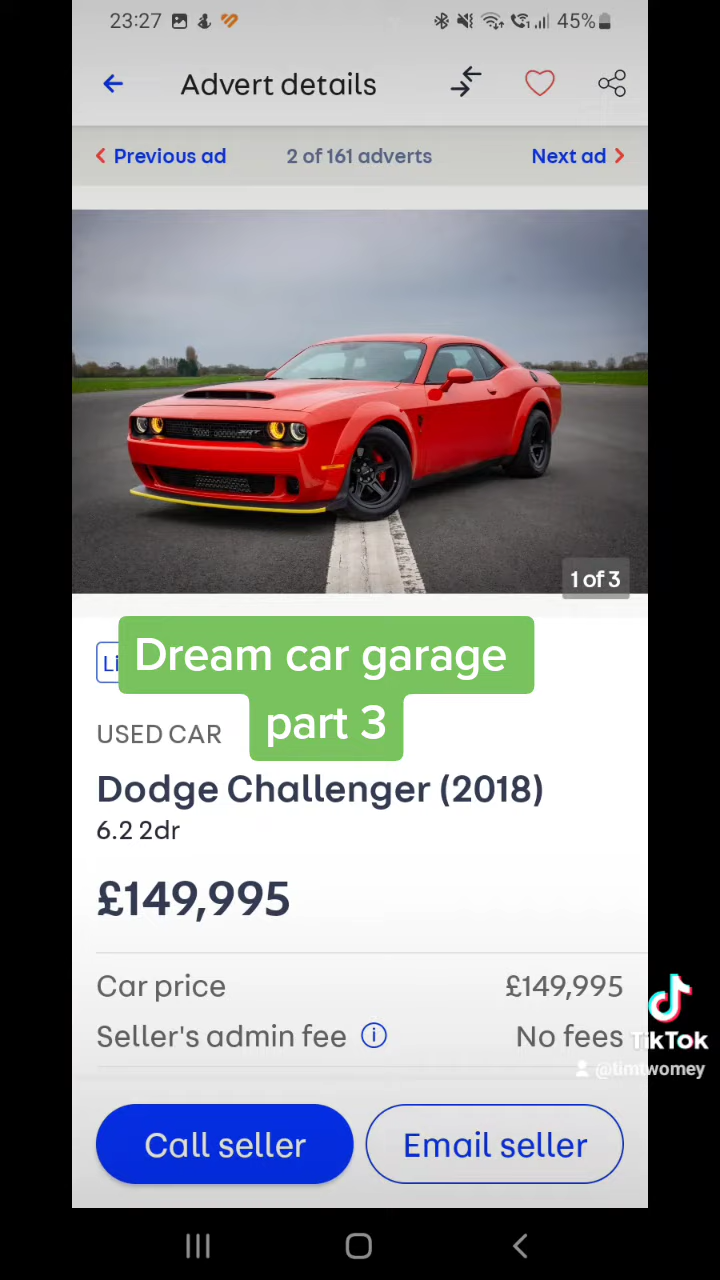 23:27 45%
Advert details
Previous ad 2 of 161 adverts Next ad
1 of 3
Li
Dream car garage
part 3
USED CAR
Dodge Challenger (2018)
6.2 2dr
£149,995
Car price £149,995
Seller's admin fee No fees
TikTok
@timtwomey
Call seller Email seller